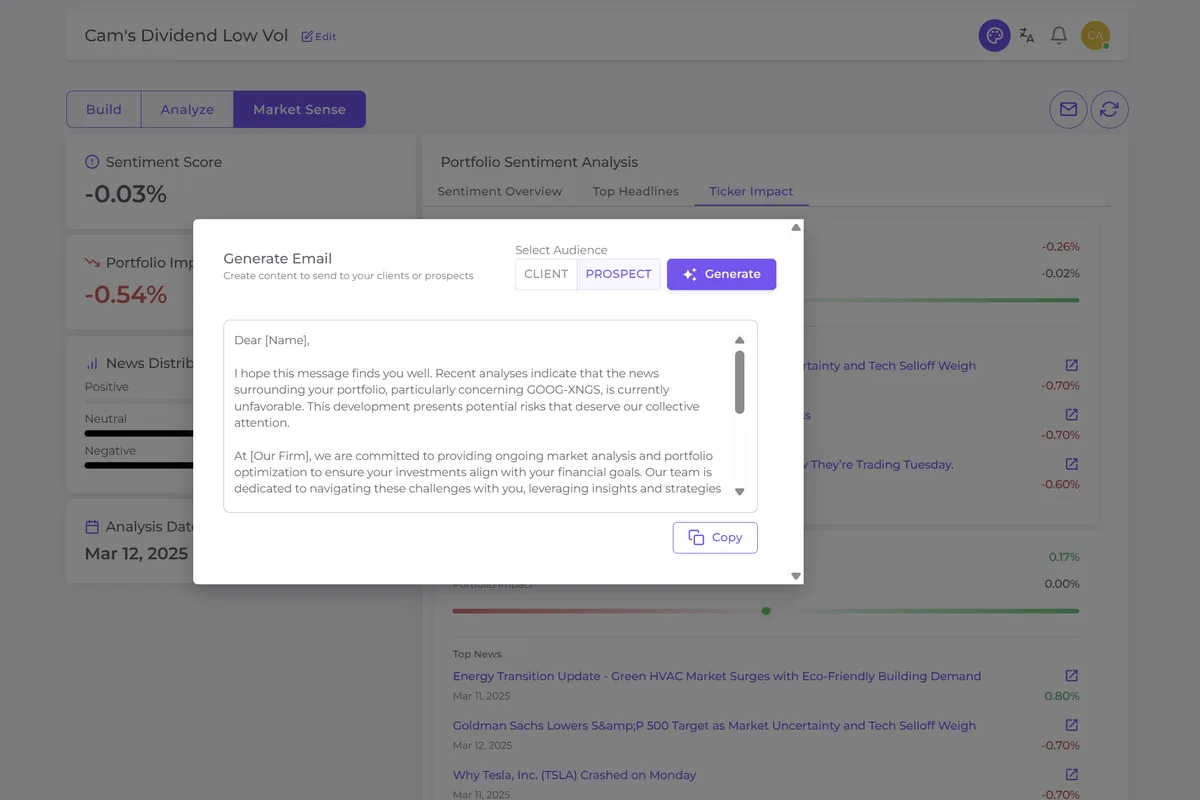 Cam's Dividend Low Vol
Edit
CA
Build
Analyze
Market Sense
Sentiment Score
-0.03%
Portfolio Imp
-0.54%
News Distrib
Positive
Neutral
Negative
Analysis Date
Mar 12, 2025
Portfolio Sentiment Analysis
Sentiment Overview
Top Headlines
Ticker Impact
-0.26%
-0.02%
Generate Email
Create content to send to your clients or prospects
Select Audience
CLIENT
PROSPECT
Generate
Dear [Name],
I hope this message finds you well. Recent analyses indicate that the news
surrounding your portfolio, particularly concerning GOOG-XNGS, is currently
unfavorable. This development presents potential risks that deserve our collective
attention.
At [Our Firm], we are committed to providing ongoing market analysis and portfolio
optimization to ensure your investments align with your financial goals. Our team is
dedicated to navigating these challenges with you, leveraging insights and strategies
Copy
rtainty and Tech Selloff Weigh
-0.70%
ks
-0.70%
w They're Trading Tuesday.
-0.60%
0.17%
Portfolio Impact
0.00%
Top News
Energy Transition Update - Green HVAC Market Surges with Eco-Friendly Building Demand
Mar 11, 2025
0.80%
Goldman Sachs Lowers S&amp;P 500 Target as Market Uncertainty and Tech Selloff Weigh
Mar 12, 2025
-0.70%
Why Tesla, Inc. (TSLA) Crashed on Monday
Mar 11, 2025
-0.70%